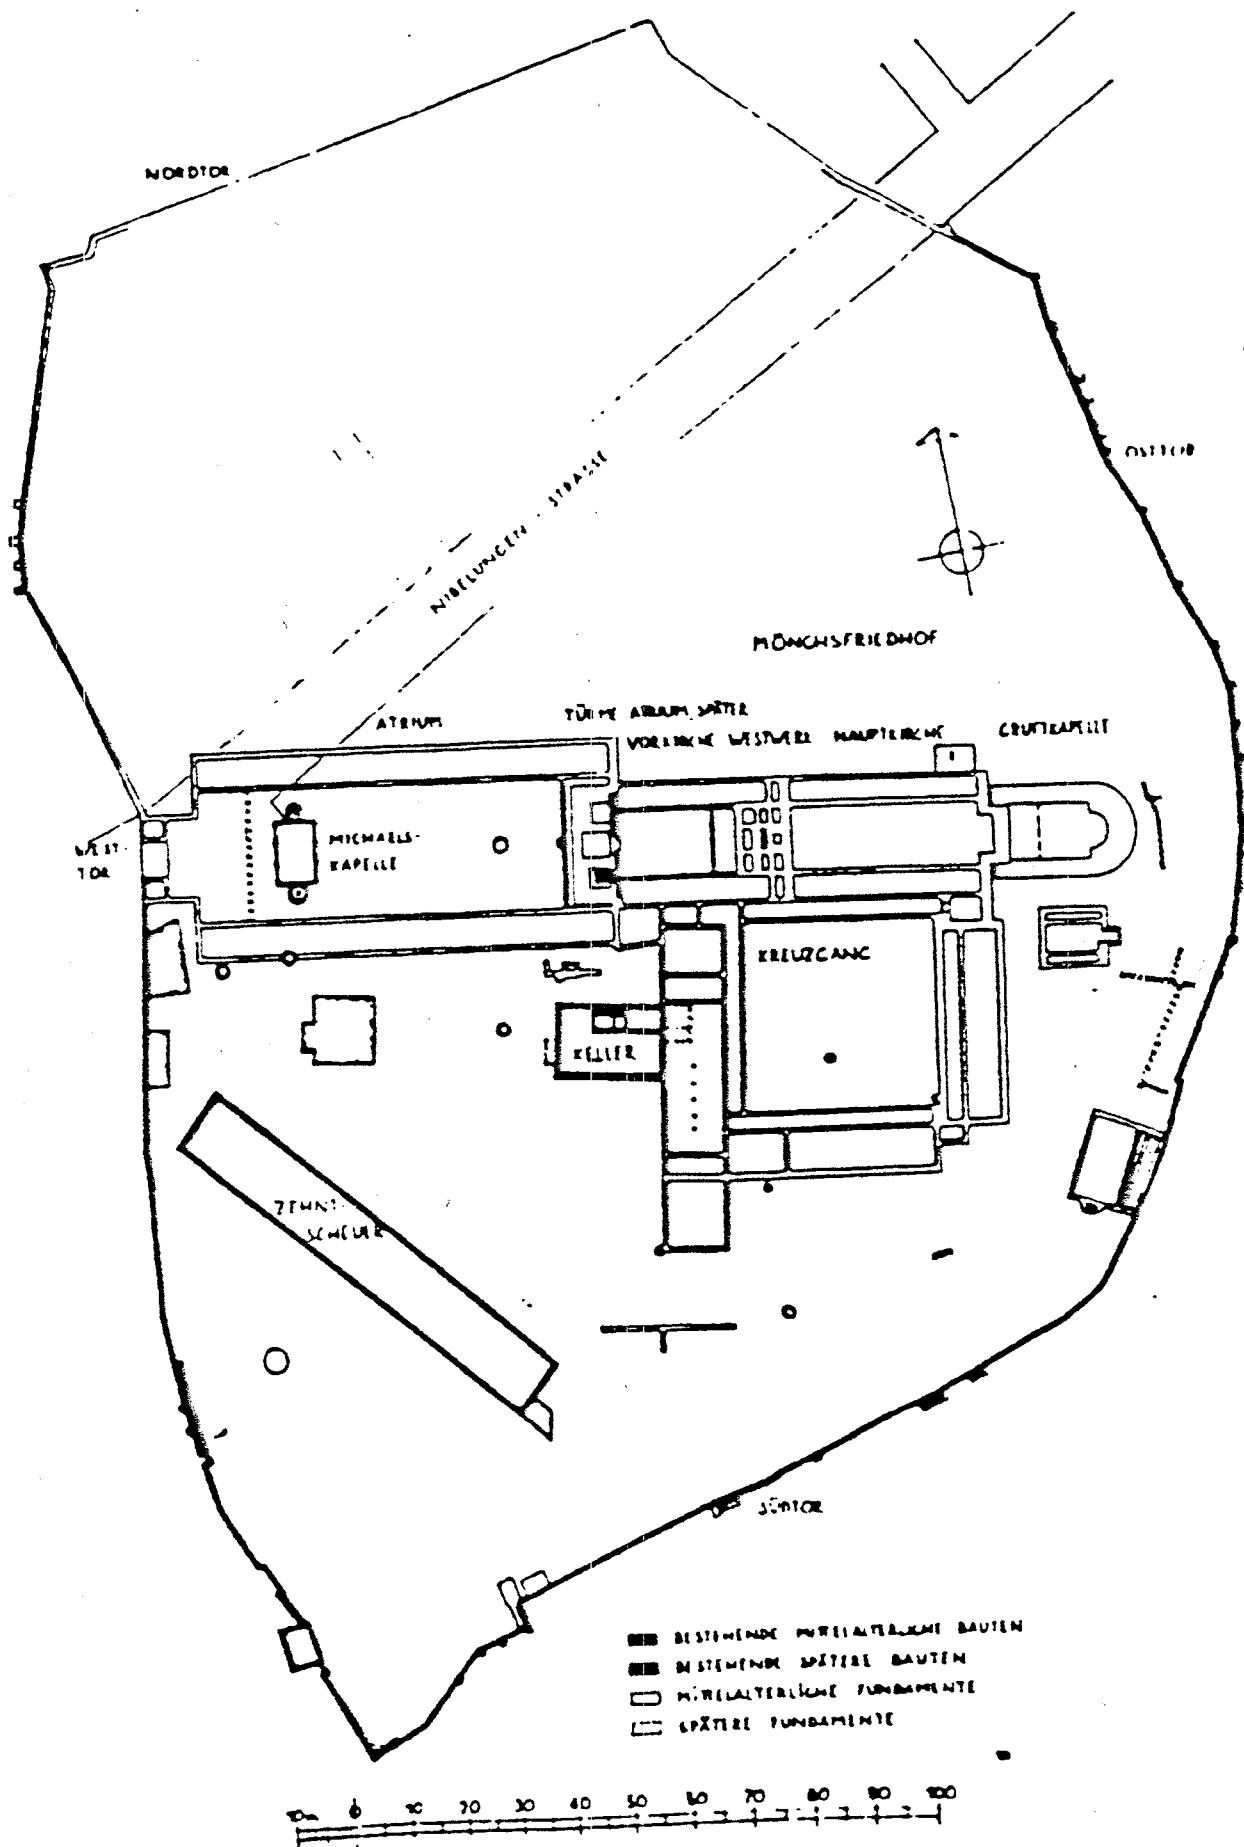 NORDTOR
OSTTOR
NIBELUNGEN - STRASSE
MÖNCHSFRIEDHOF
ATRIUM
TÜRME ATRIUM, SPÄTER
VORKIRCHE WESTWERK HAUPTKIRCHE
GRUFTKAPELLE
WEST-
TOR
MICHAELS-
KAPELLE
KREUZGANG
KELLER
ZEHNT-
SCHEUER
SÜDTOR
BESTEHENDE MITTELALTERLICHE BAUTEN
BESTEHENDE SPÄTERE BAUTEN
MITTELALTERLICHE FUNDAMENTE
SPÄTERE FUNDAMENTE
10m 0 10 20 30 40 50 60 70 80 90 100